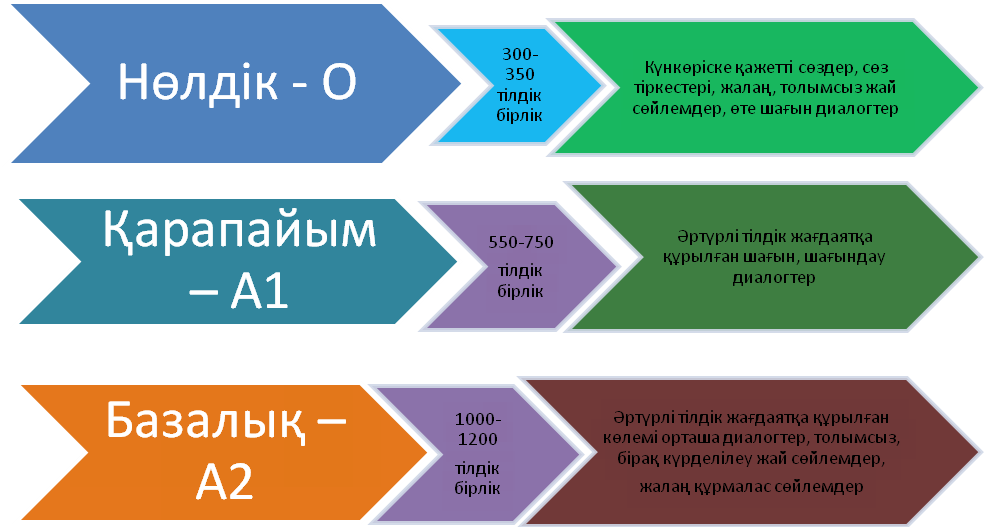 Нөлдік - О
300-
350
тілдік
бірлік
Күнкөріске қажетті сөздер, сөз
тіркестері, жалаң, толымсыз жай
сөйлемдер, өте шағын диалогтер
Қарапайым
– А1
550-750
тілдік
бірлік
Әртүрлі тілдік жағдаятқа
құрылған шағын, шағындау
диалогтер
Базалық –
А2
1000-
1200
тілдік
бірлік
Әртүрлі тілдік жағдаятқа құрылған
көлемі орташа диалогтер, толымсыз,
бірақ күрделілеу жай сөйлемдер,
жалаң құрмалас сөйлемдер